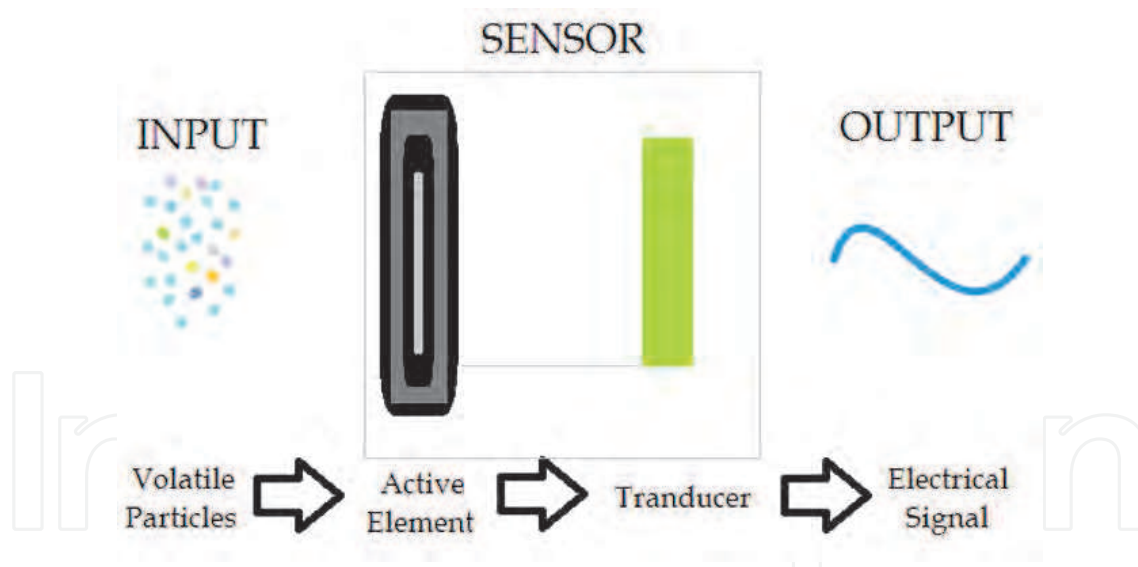 SENSOR
INPUT
OUTPUT
Volatile
Particles
Active
Element
Tranducer
Electrical
Signal